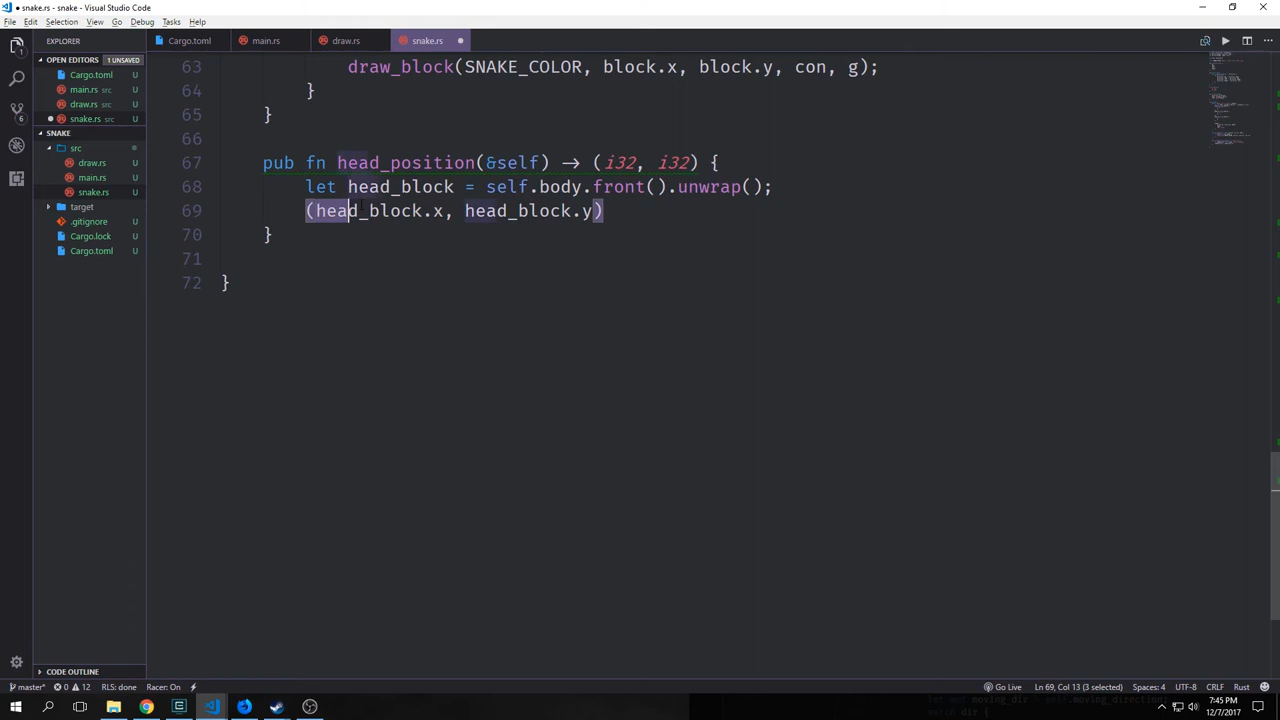 snake.rs - snake - Visual Studio Code
File Edit Selection View Go Debug Tasks Help
EXPLORER
Cargo.toml main.rs draw.rs snake.rs
OPEN EDITORS 1 UNSAVED
Cargo.toml U
main.rs src U
draw.rs src U
snake.rs src U
SNAKE
src
draw.rs U
main.rs U
snake.rs U
target
.gitignore U
Cargo.lock U
Cargo.toml U
63 draw_block(SNAKE_COLOR, block.x, block.y, con, g);
64 }
65 }
66
67 pub fn head_position(&self) -> (i32, i32) {
68 let head_block = self.body.front().unwrap();
69 (head_block.x, head_block.y)
70 }
71
72 }
CODE OUTLINE
master* 0 12 RLS: done Racer: On Go Live Ln 69, Col 13 (3 selected) Spaces: 4 UTF-8 CRLF Rust
7:45 PM
12/7/2017